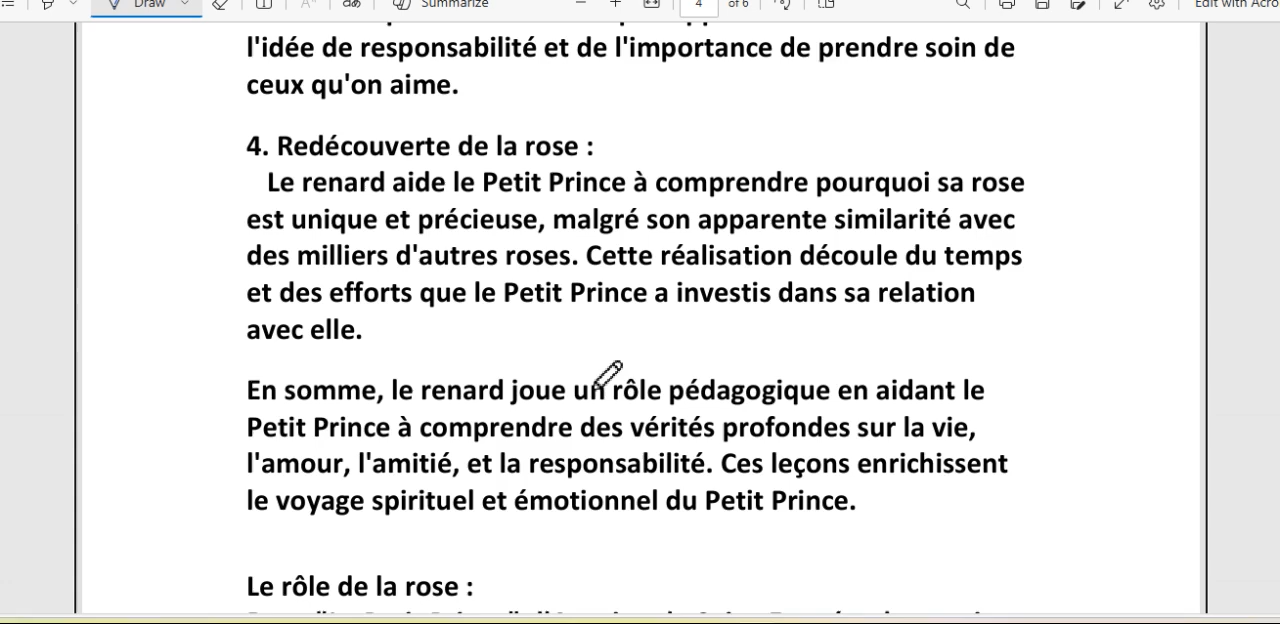 Draw
Summarize
4
of 6
Edit with Acro
l'idée de responsabilité et de l'importance de prendre soin de
ceux qu'on aime.
4. Redécouverte de la rose :
Le renard aide le Petit Prince à comprendre pourquoi sa rose
est unique et précieuse, malgré son apparente similarité avec
des milliers d'autres roses. Cette réalisation découle du temps
et des efforts que le Petit Prince a investis dans sa relation
avec elle.
En somme, le renard joue un rôle pédagogique en aidant le
Petit Prince à comprendre des vérités profondes sur la vie,
l'amour, l'amitié, et la responsabilité. Ces leçons enrichissent
le voyage spirituel et émotionnel du Petit Prince.
Le rôle de la rose :